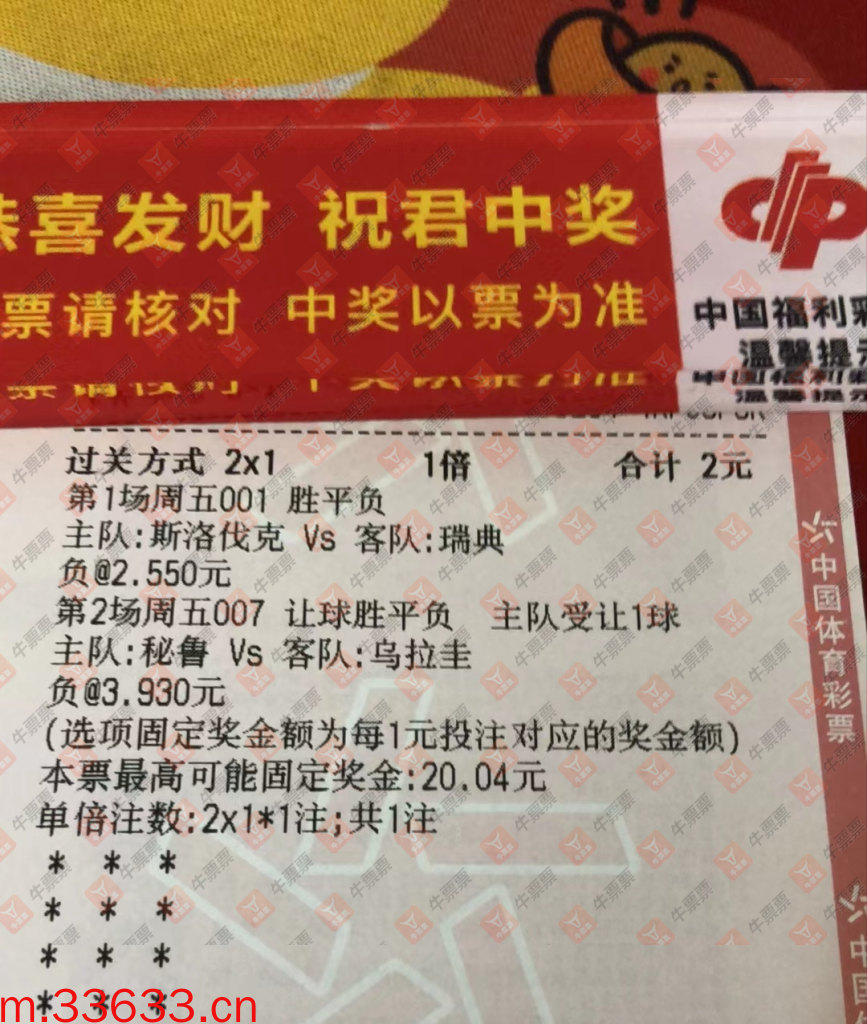 恭喜发财 祝君中奖
票请核对 中奖以票为准
中国福利彩
温馨提示
过关方式 2x1 1倍 合计 2元
第1场周五001 胜平负
主队:斯洛伐克 Vs 客队:瑞典
负@2.550元
第2场周五007 让球胜平负 主队受让1球
主队:秘鲁 Vs 客队:乌拉圭
负@3.930元
(选项固定奖金额为每1元投注对应的奖金额)
本票最高可能固定奖金:20.04元
单倍注数:2x1*1注;共1注
* * *
* * *
* * *
* * *
中国体育彩票
中国
牛票票
m.33633.cn